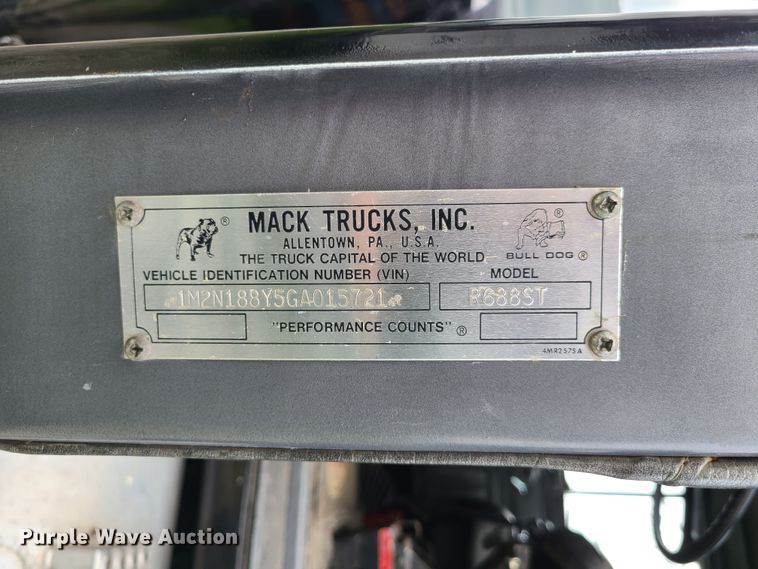 MACK TRUCKS, INC.
ALLENTOWN, PA., U.S.A.
THE TRUCK CAPITAL OF THE WORLD
BULL DOG ®
VEHICLE IDENTIFICATION NUMBER (VIN) MODEL
1M2N188Y5GA015721 R688ST
"PERFORMANCE COUNTS" ®
4MR2575A
Purple Wave Auction